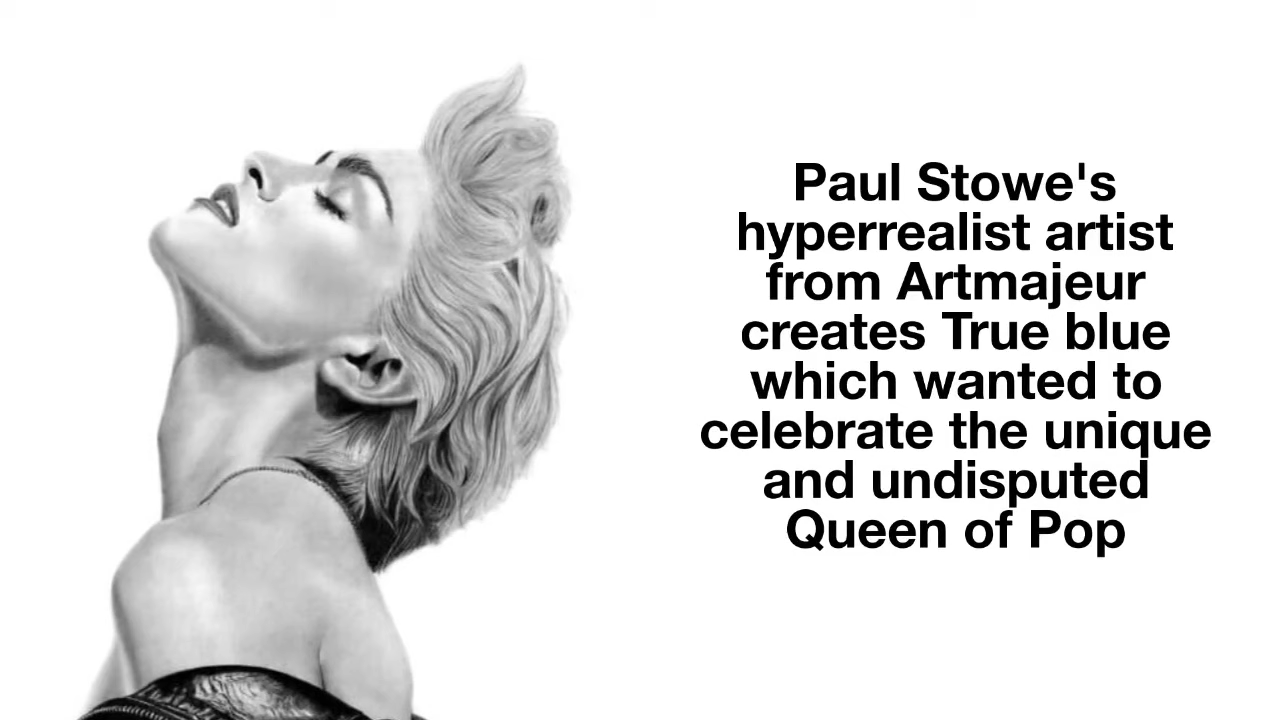 Paul Stowe's
hyperrealist artist
from Artmajeur
creates True blue
which wanted to
celebrate the unique
and undisputed
Queen of Pop